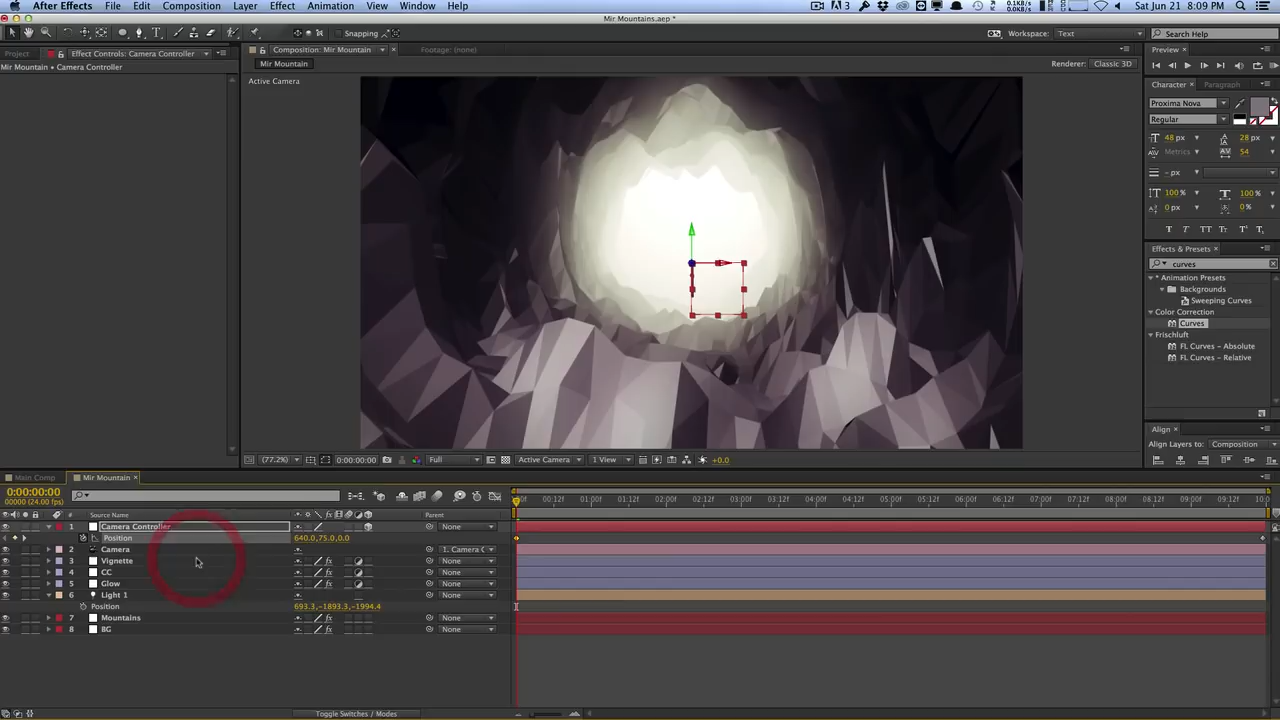 After Effects File Edit Composition Layer Effect Animation View Window Help 3 0.1KB/s 0.0KB/s Sat Jun 21 8:09 PM
Mir Mountains.aep *
Snapping Workspace: Text Search Help
Project Effect Controls: Camera Controller Composition: Mir Mountain Footage: (none) Preview
Mir Mountain • Camera Controller Mir Mountain Renderer: Classic 3D
Active Camera
Character Paragraph
Proxima Nova
Regular
48 px 28 px
Metrics 54
- px
100% 100%
0 px 0%
T T TT Tr T T
Effects & Presets
curves
* Animation Presets
Backgrounds
Sweeping Curves
Color Correction
Curves
Frischluft
FL Curves - Absolute
FL Curves - Relative
Align
Align Layers to: Composition
(77.2%) 0:00:00:00 Full Active Camera 1 View +0.0
Main Comp Mir Mountain
0:00:00:00
00000 (24.00 fps)
00:12f 01:00f 01:12f 02:00f 02:12f 03:00f 03:12f 04:00f 04:12f 05:00f 05:12f 06:00f 06:12f 07:00f 07:12f 08:00f 08:12f 09:00f 09:12f 10:0
# Source Name Parent
1 Camera Controller None
Position 640.0,75.0,0.0
2 Camera 1. Camera C
3 Vignette fx None
4 CC fx None
5 Glow fx None
6 Light 1 None
Position 693.3,-1893.3,-1994.4
7 Mountains fx None
8 BG fx None
Toggle Switches / Modes